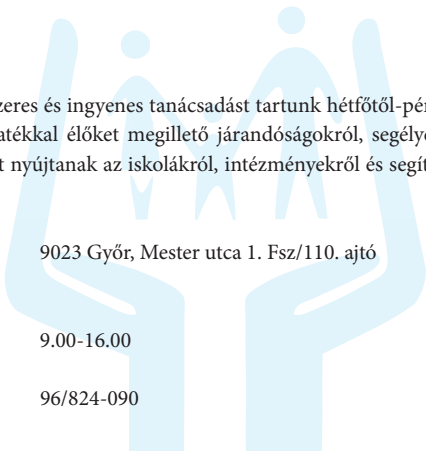 zeres és ingyenes tanácsadást tartunk hétfőtől-pén
atékkal élőket megillető járandóságokról, segélye
t nyújtanak az iskolákról, intézményekről és segít
9023 Győr, Mester utca 1. Fsz/110. ajtó
9.00-16.00
96/824-090